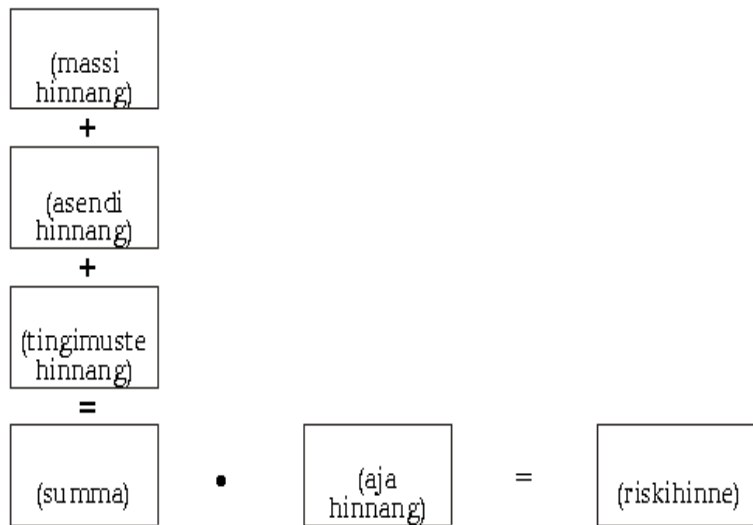 (massi
hinnang)
+
(asendi
hinnang)
+
(tingimuste
hinnang)
=
(summa) • (aja
hinnang) = (riskihinne)